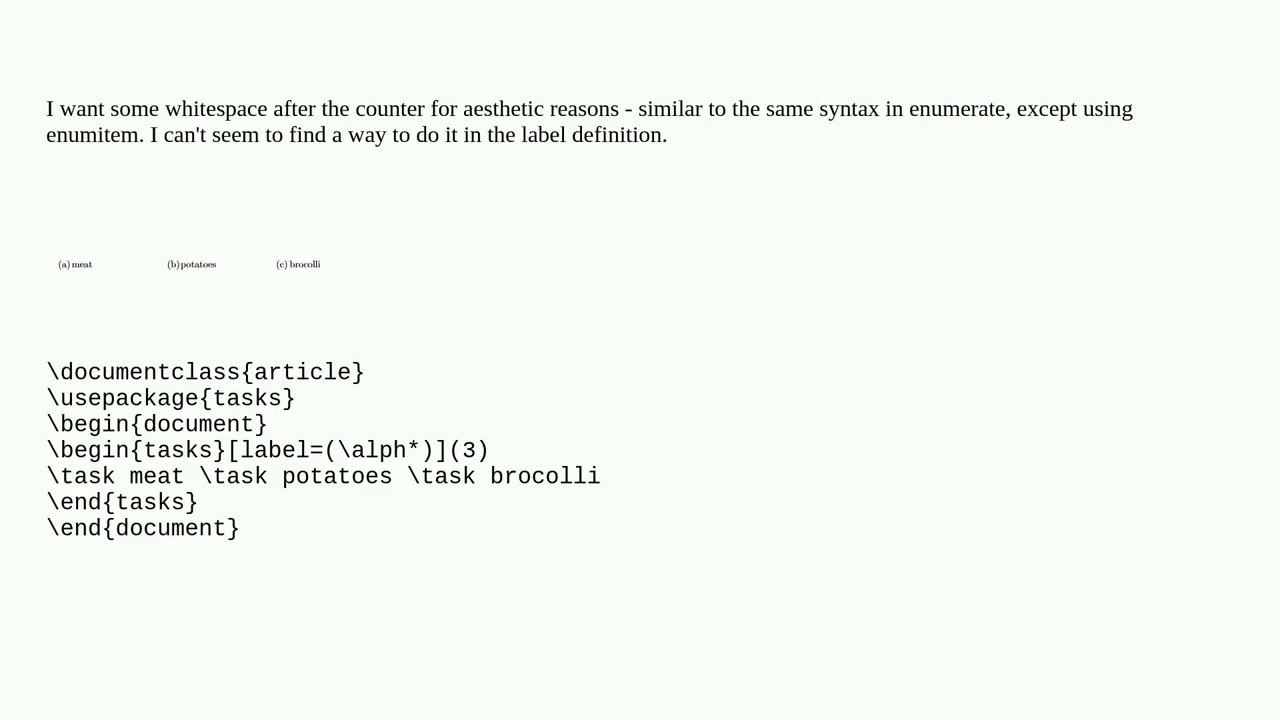 I want some whitespace after the counter for aesthetic reasons - similar to the same syntax in enumerate, except using
enumitem. I can't seem to find a way to do it in the label definition.
(a) meat (b) potatoes (c) brocolli
\documentclass{article}
\usepackage{tasks}
\begin{document}
\begin{tasks}[label=(\alph*)](3)
\task meat \task potatoes \task brocolli
\end{tasks}
\end{document}